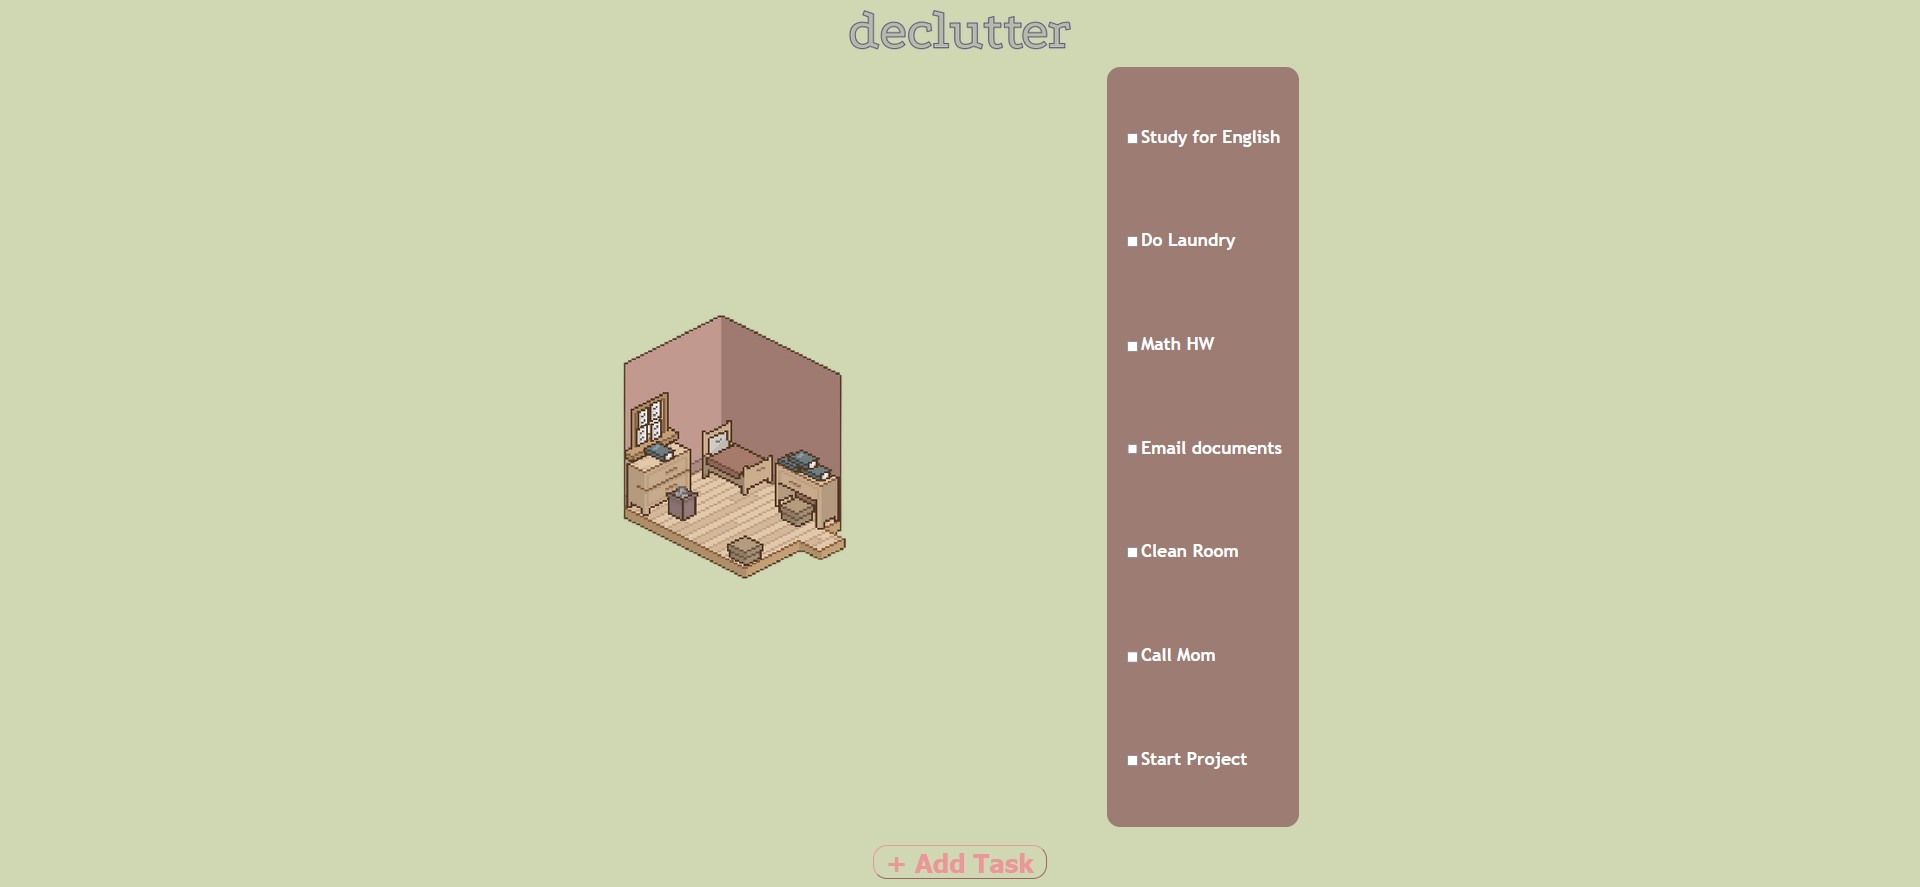 declutter
Study for English
Do Laundry
Math HW
Email documents
Clean Room
Call Mom
Start Project
+ Add Task